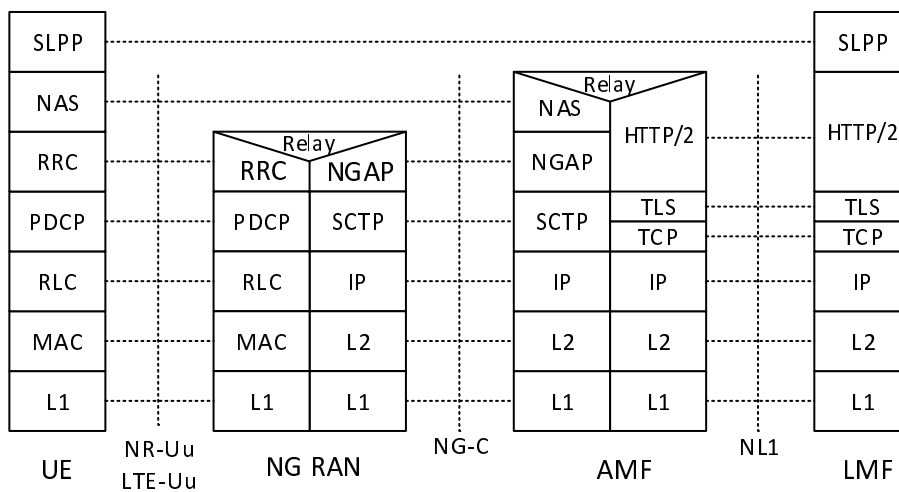 SLPP
SLPP
Relay
NAS
NAS
HTTP/2
HTTP/2
Relay
RRC
RRC
NGAP
NGAP
TLS
TLS
PDCP
PDCP
SCTP
SCTP
TCP
TCP
RLC
RLC
IP
IP
IP
IP
MAC
MAC
L2
L2
L2
L2
L1
L1
L1
L1
L1
L1
NR-Uu
LTE-Uu
NG-C
NL1
UE
NG RAN
AMF
LMF